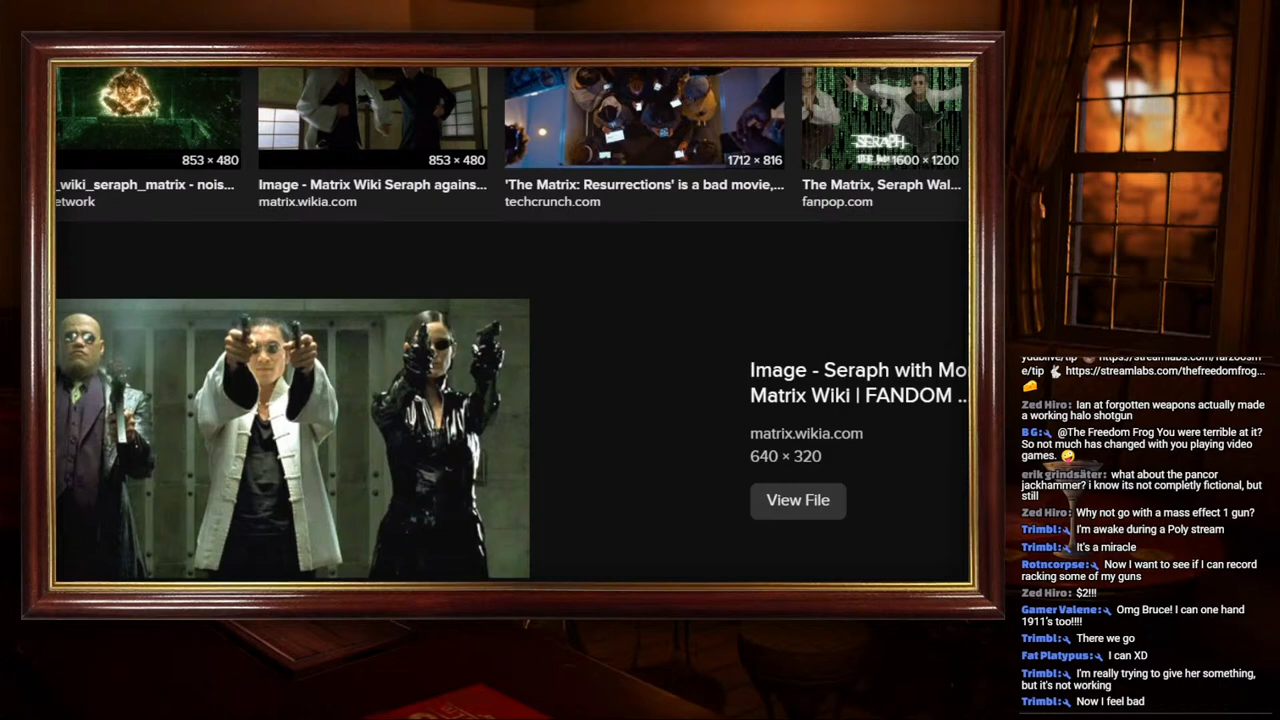 853 × 480
853 × 480
1712 × 816
SERAPH
1600 × 1200
_wiki_seraph_matrix - nois...
etwork
Image - Matrix Wiki Seraph agains...
matrix.wikia.com
'The Matrix: Resurrections' is a bad movie,...
techcrunch.com
The Matrix, Seraph Wal...
fanpop.com
Image - Seraph with Mo
Matrix Wiki | FANDOM ...
matrix.wikia.com
640 × 320
View File
e/tip 🐇 https://streamlabs.com/thefreedomfrog...
🧀
Zed Hiro: Ian at forgotten weapons actually made
a working halo shotgun
BG: @The Freedom Frog You were terrible at it?
So not much has changed with you playing video
games. 🤪
erik grindsäter: what about the pancor
jackhammer? i know its not completly fictional, but
still
Zed Hiro: Why not go with a mass effect 1 gun?
Trimbl: I'm awake during a Poly stream
Trimbl: It's a miracle
Rotncorpse: Now I want to see if I can record
racking some of my guns
Zed Hiro: $2!!!
Gamer Valene: Omg Bruce! I can one hand
1911's too!!!!
Trimbl: There we go
Fat Platypus: I can XD
Trimbl: I'm really trying to give her something,
but it's not working
Trimbl: Now I feel bad